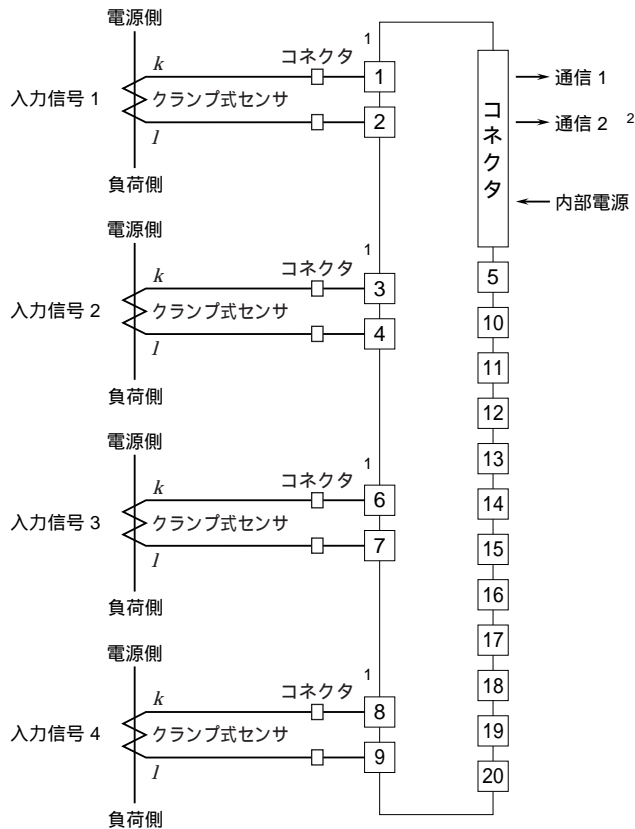 電源側
k
コネクタ
1
1
入力信号 1
クランプ式センサ
2
l
負荷側
電源側
k
コネクタ
1
3
入力信号 2
クランプ式センサ
4
l
負荷側
電源側
k
コネクタ
1
6
入力信号 3
クランプ式センサ
7
l
負荷側
電源側
k
コネクタ
1
8
入力信号 4
クランプ式センサ
9
l
負荷側
コネクタ
通信 1
通信 2 2
内部電源
5
10
11
12
13
14
15
16
17
18
19
20